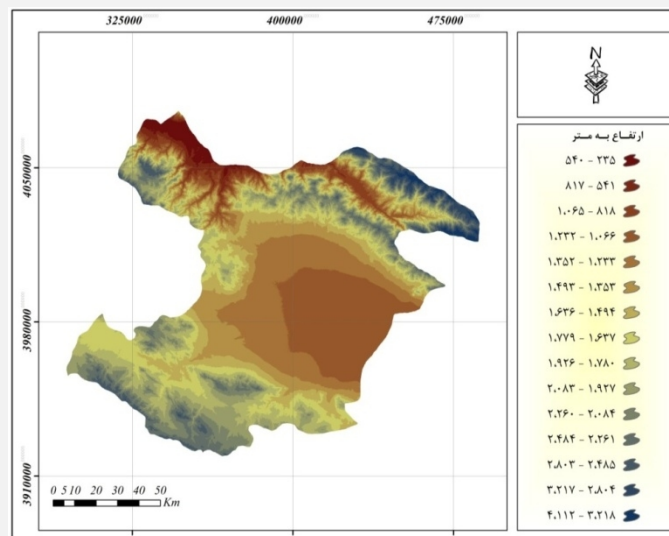 325000 400000 475000
4050000
3980000
3910000
N
ارتفاع به متر
۵۴۰ - ۲۳۵
۸۱۷ - ۵۴۱
۱.۰۶۵ - ۸۱۸
۱.۲۳۲ - ۱.۰۶۶
۱.۳۵۲ - ۱.۲۳۳
۱.۴۹۳ - ۱.۳۵۳
۱.۶۳۶ - ۱.۴۹۴
۱.۷۷۹ - ۱.۶۳۷
۱.۹۲۶ - ۱.۷۸۰
۲.۰۸۳ - ۱.۹۲۷
۲.۲۶۰ - ۲.۰۸۴
۲.۴۸۴ - ۲.۲۶۱
۲.۸۰۳ - ۲.۴۸۵
۳.۲۱۷ - ۲.۸۰۴
۴.۱۱۲ - ۳.۲۱۸
0 5 10 20 30 40 50
Km